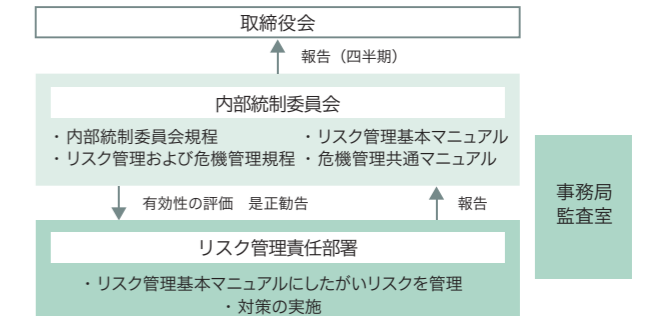 取締役会
報告（四半期）
内部統制委員会
・内部統制委員会規程 ・リスク管理基本マニュアル
・リスク管理および危機管理規程 ・危機管理共通マニュアル
有効性の評価 是正勧告 報告
事務局
監査室
リスク管理責任部署
・リスク管理基本マニュアルにしたがいリスクを管理
・対策の実施